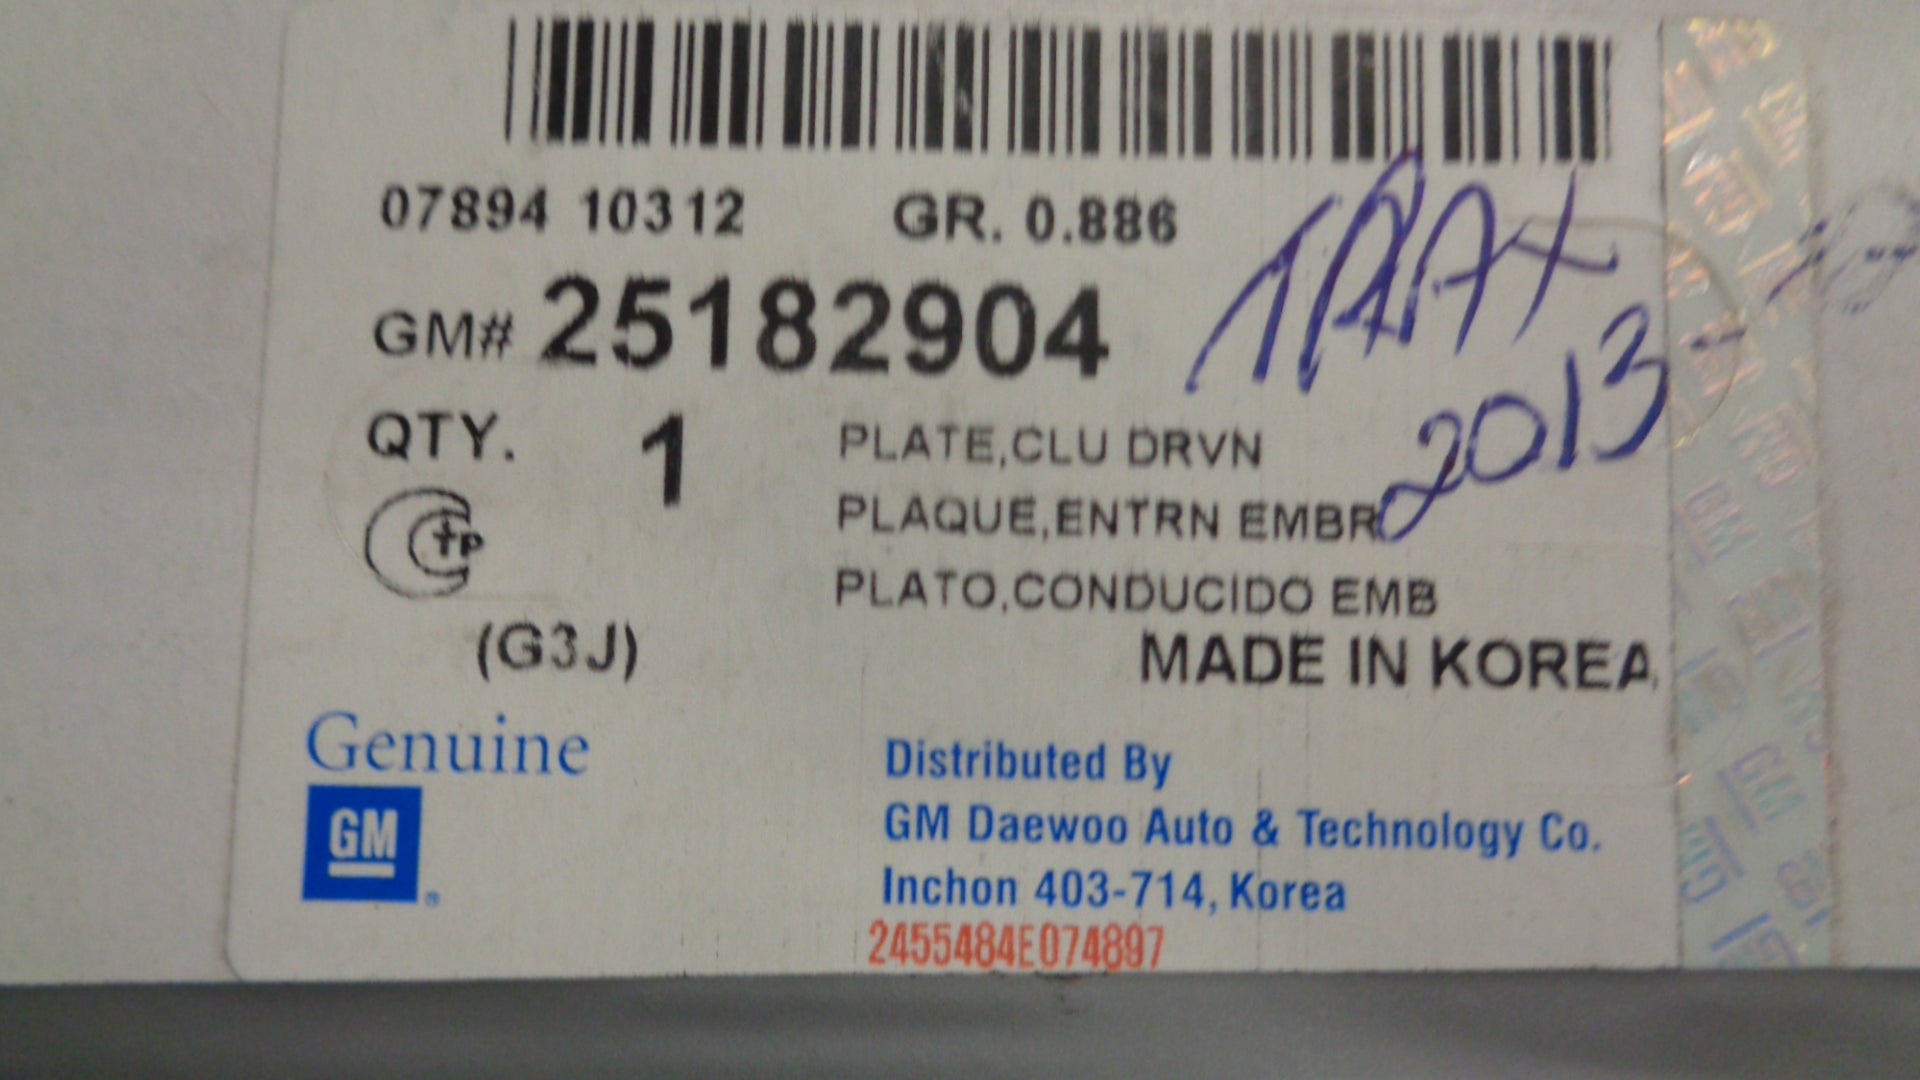 07894 10312 GR. 0.886
GM# 25182904
TRAX
2013-
QTY. 1
PLATE,CLU DRVN
PLAQUE,ENTRN EMBR
PLATO,CONDUCIDO EMB
(G3J)
MADE IN KOREA
Genuine
GM
Distributed By
GM Daewoo Auto & Technology Co.
Inchon 403-714, Korea
2455484E074897